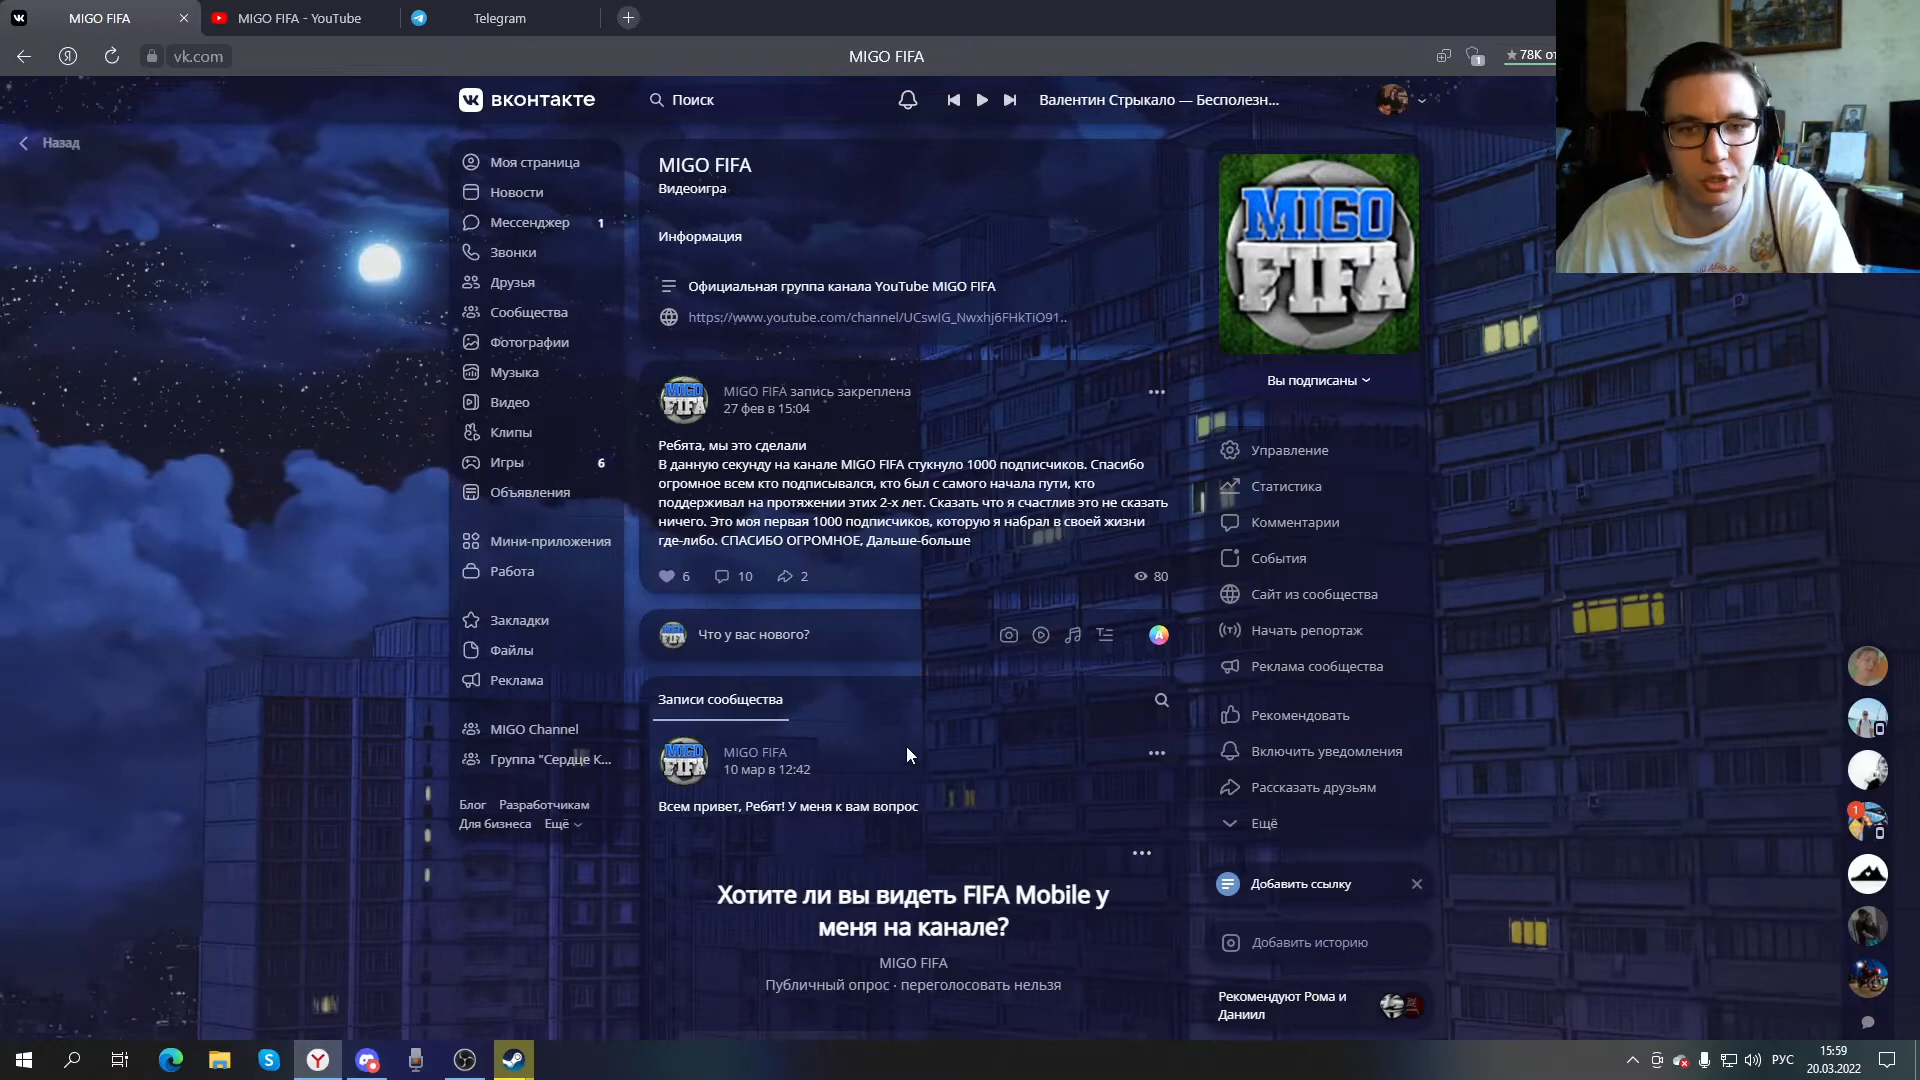 MIGO FIFA
MIGO FIFA - YouTube
Telegram
vk.com
MIGO FIFA
1
78K от
вконтакте
Поиск
Валентин Стрыкало — Бесполезн...
Назад
Моя страница
Новости
Мессенджер 1
Звонки
Друзья
Сообщества
Фотографии
Музыка
Видео
Клипы
Игры 6
Объявления
Мини-приложения
Работа
Закладки
Файлы
Реклама
MIGO Channel
Группа "Сердце К...
Блог Разработчикам
Для бизнеса Ещё
MIGO FIFA
Видеоигра
Информация
Официальная группа канала YouTube MIGO FIFA
https://www.youtube.com/channel/UCswIG_Nwxhj6FHkTiO91..
MIGO FIFA
MIGO FIFA запись закреплена
27 фев в 15:04
Ребята, мы это сделали
В данную секунду на канале MIGO FIFA стукнуло 1000 подписчиков. Спасибо
огромное всем кто подписывался, кто был с самого начала пути, кто
поддерживал на протяжении этих 2-х лет. Сказать что я счастлив это не сказать
ничего. Это моя первая 1000 подписчиков, которую я набрал в своей жизни
где-либо. СПАСИБО ОГРОМНОЕ, Дальше-больше
6 10 2 80
Что у вас нового?
Записи сообщества
MIGO FIFA
MIGO FIFA
10 мар в 12:42
Всем привет, Ребят! У меня к вам вопрос
Хотите ли вы видеть FIFA Mobile у
меня на канале?
MIGO FIFA
Публичный опрос · переголосовать нельзя
MIGO
FIFA
Вы подписаны
Управление
Статистика
Комментарии
События
Сайт из сообщества
Начать репортаж
Реклама сообщества
Рекомендовать
Включить уведомления
Рассказать друзьям
Ещё
Добавить ссылку
Добавить историю
Рекомендуют Рома и
Даниил
1
РУС
15:59
20.03.2022